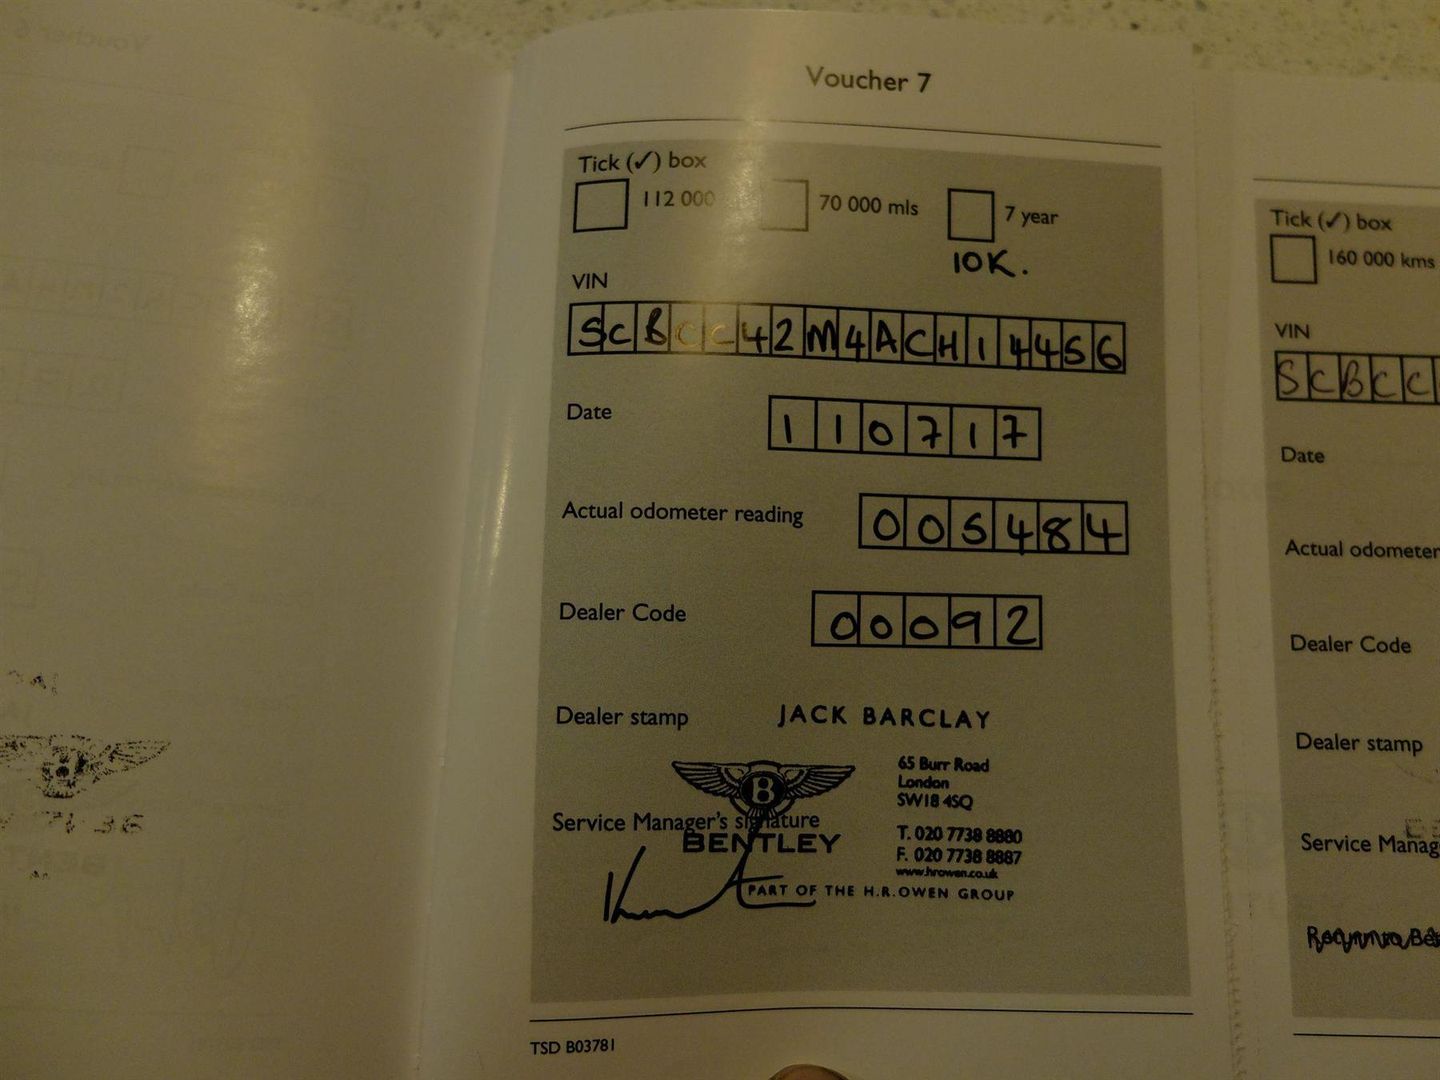 Voucher 7
Tick (✓) box
112 000
70 000 mls
7 year
10K.
VIN
SCBCC42M4ACH14456
Date
110717
Actual odometer reading
005484
Dealer Code
00092
Dealer stamp
JACK BARCLAY
65 Burr Road
London
SW18 4SQ
T. 020 7738 8880
F. 020 7738 8887
www.hrowen.co.uk
B
Service Manager's signature
BENTLEY
PART OF THE H.R.OWEN GROUP
TSD B03781
Tick (✓) box
160 000 kms
VIN
SCBCC
Date
Actual odometer
Dealer Code
Dealer stamp
Service Manag